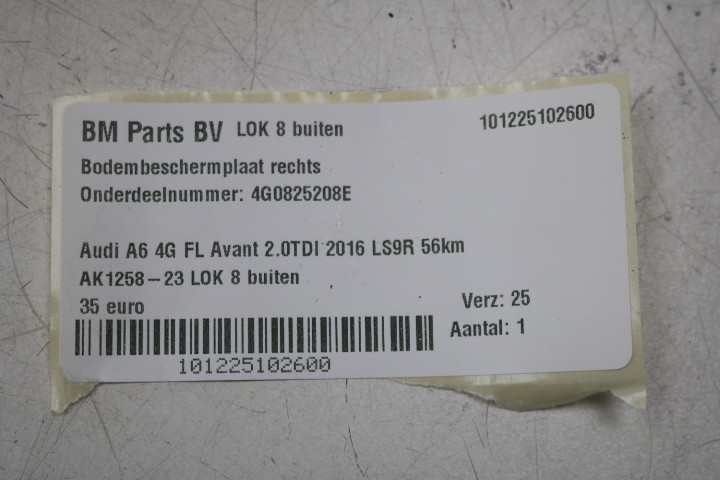 BM Parts BV LOK 8 buiten 101225102600
Bodembeschermplaat rechts
Onderdeelnummer: 4G0825208E
Audi A6 4G FL Avant 2.0TDI 2016 LS9R 56km
AK1258-23 LOK 8 buiten
35 euro Verz: 25
Aantal: 1
101225102600